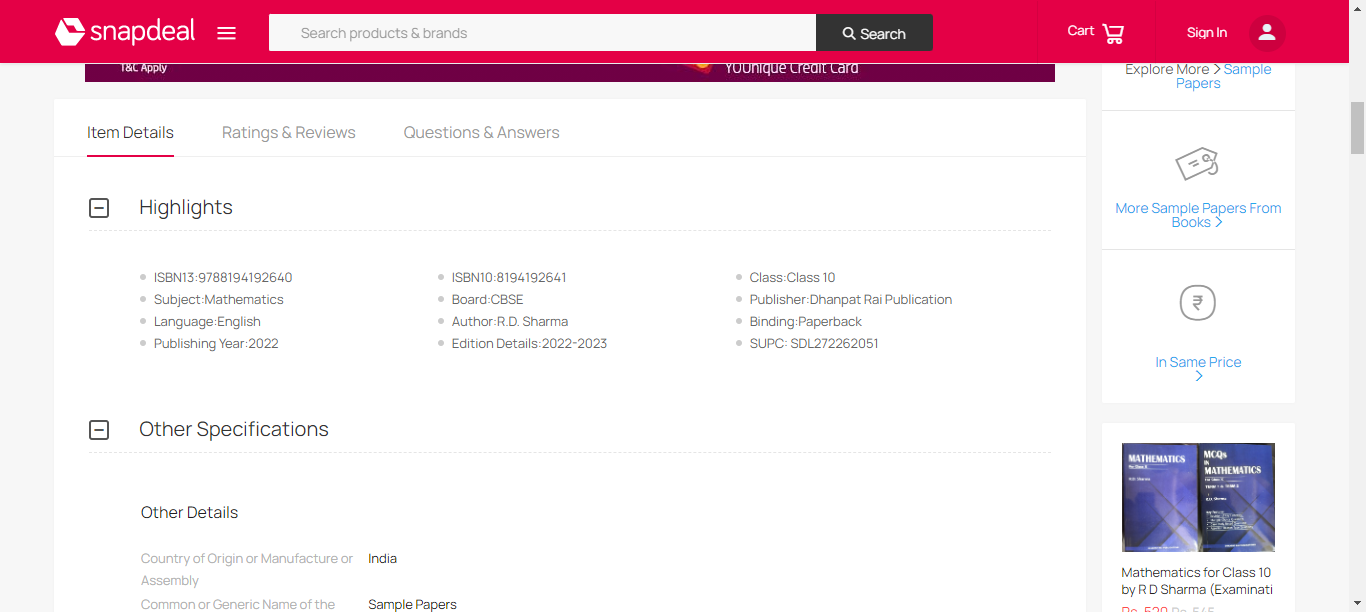 snapdeal
Search products & brands
Search
Cart
Sign In
T&C Apply
YOUnique Credit Card
Explore More > Sample
Papers
Item Details
Ratings & Reviews
Questions & Answers
Highlights
ISBN13:9788194192640
ISBN10:8194192641
Class:Class 10
Subject:Mathematics
Board:CBSE
Publisher:Dhanpat Rai Publication
Language:English
Author:R.D. Sharma
Binding:Paperback
Publishing Year:2022
Edition Details:2022-2023
SUPC: SDL272262051
Other Specifications
Other Details
Country of Origin or Manufacture or
Assembly
India
Common or Generic Name of the
Sample Papers
More Sample Papers From
Books >
₹
In Same Price
>
MATHEMATICS
MCQs
IN
MATHEMATICS
Mathematics for Class 10
by R D Sharma (Examinati